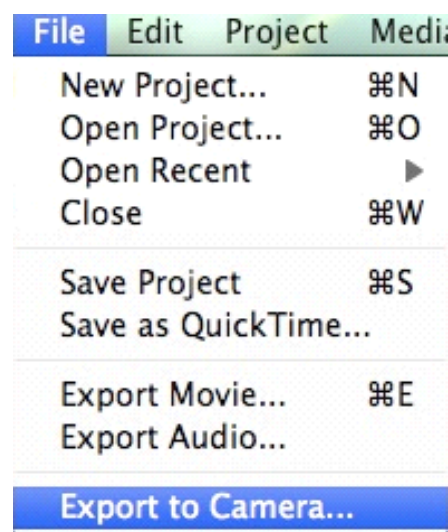 File Edit Project Media
New Project... ⌘N
Open Project... ⌘O
Open Recent ▶
Close ⌘W
Save Project ⌘S
Save as QuickTime...
Export Movie... ⌘E
Export Audio...
Export to Camera...